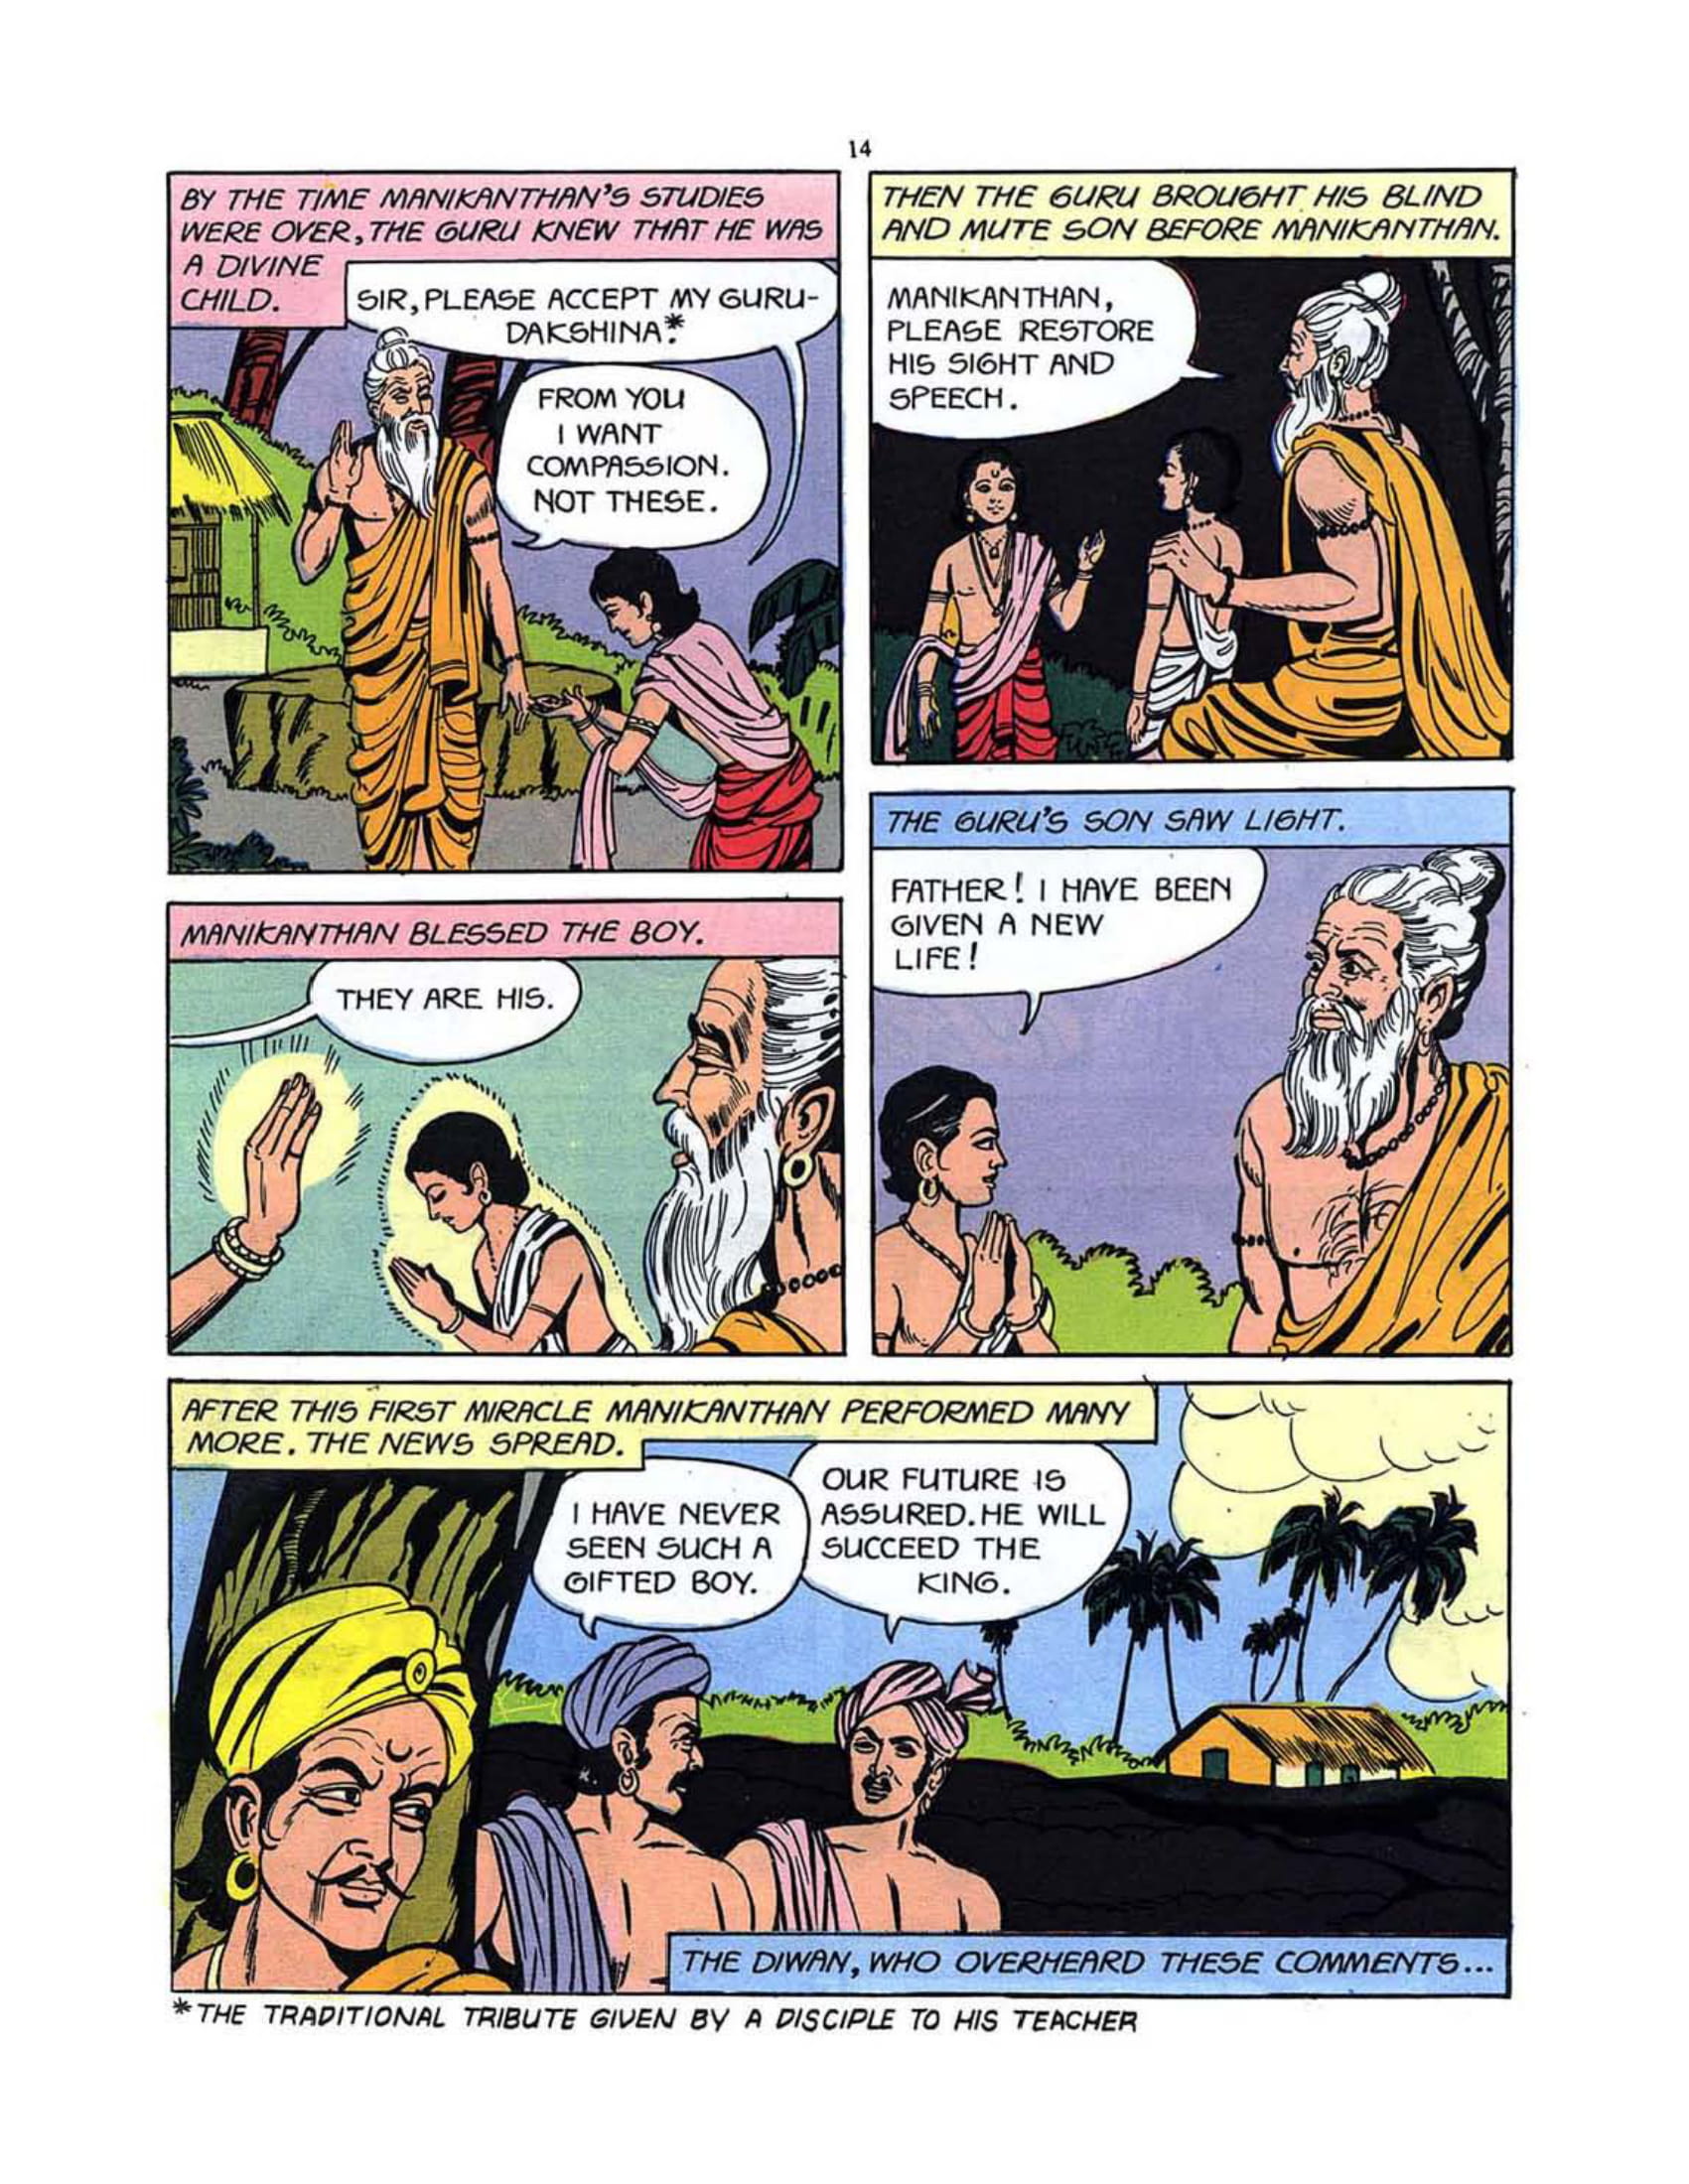 14
BY THE TIME MANIKANTHAN'S STUDIES
WERE OVER, THE GURU KNEW THAT HE WAS
A DIVINE
CHILD.
SIR, PLEASE ACCEPT MY GURU-
DAKSHINA.*
FROM YOU
I WANT
COMPASSION.
NOT THESE.
THEN THE GURU BROUGHT HIS BLIND
AND MUTE SON BEFORE MANIKANTHAN.
MANIKANTHAN,
PLEASE RESTORE
HIS SIGHT AND
SPEECH.
MANIKANTHAN BLESSED THE BOY.
THEY ARE HIS.
THE GURU'S SON SAW LIGHT.
FATHER! I HAVE BEEN
GIVEN A NEW
LIFE!
AFTER THIS FIRST MIRACLE MANIKANTHAN PERFORMED MANY
MORE. THE NEWS SPREAD.
I HAVE NEVER
SEEN SUCH A
GIFTED BOY.
OUR FUTURE IS
ASSURED. HE WILL
SUCCEED THE
KING.
THE DIWAN, WHO OVERHEARD THESE COMMENTS...
* THE TRADITIONAL TRIBUTE GIVEN BY A DISCIPLE TO HIS TEACHER